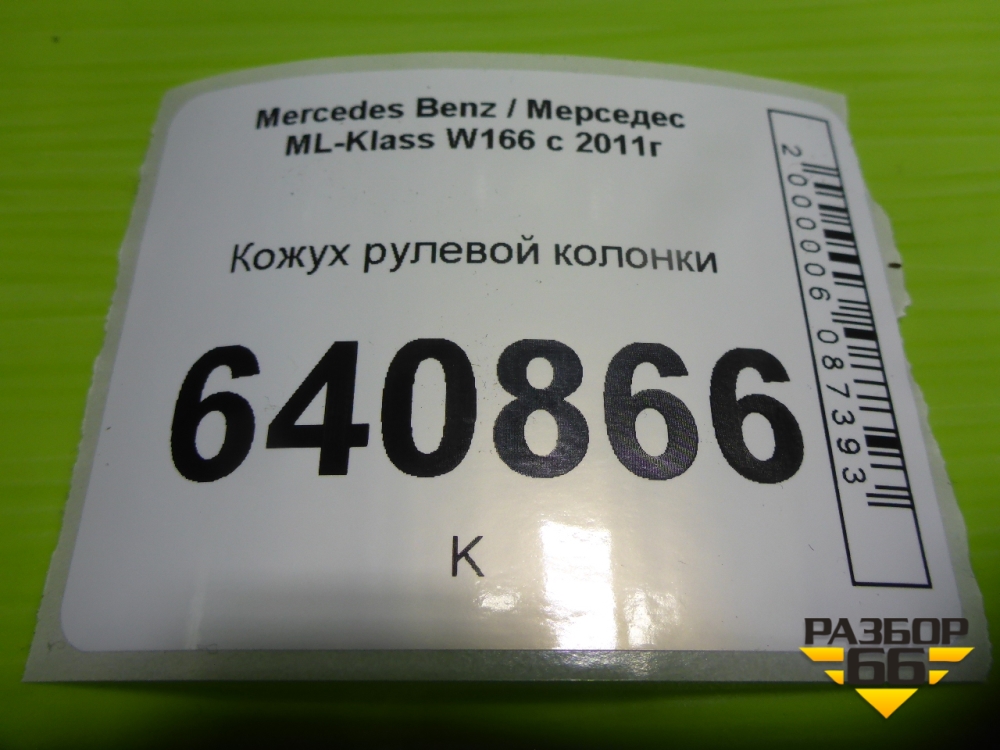 Mercedes Benz / Мерседес
ML-Klass W166 с 2011г
Кожух рулевой колонки
640866
К
2000006087393
РАЗБОР
66